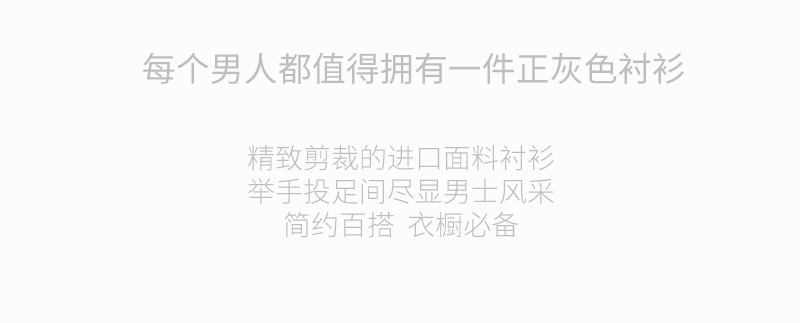 每个男人都值得拥有一件正灰色衬衫
精致剪裁的进口面料衬衫
举手投足间尽显男士风采
简约百搭 衣橱必备